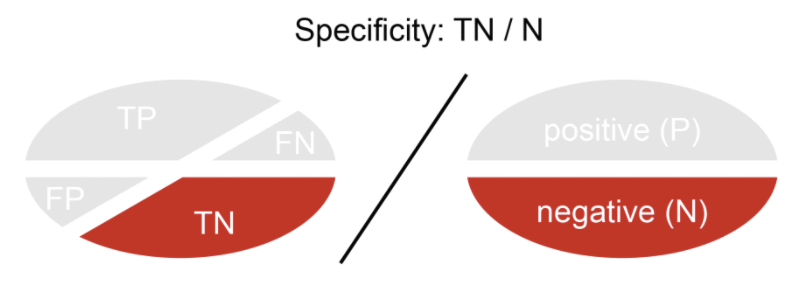 Specificity: TN / N
TP
FN
FP
TN
positive (P)
negative (N)